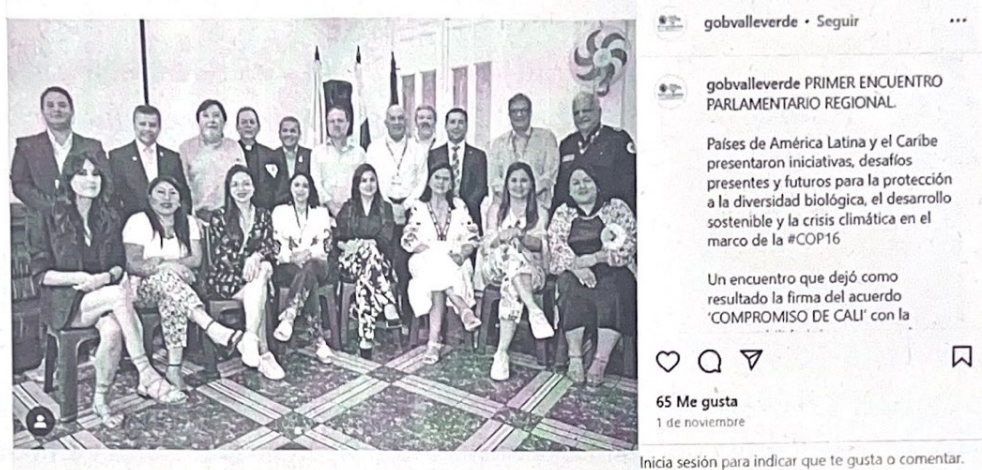 gobvalleverde • Seguir
gobvalleverde PRIMER ENCUENTRO
PARLAMENTARIO REGIONAL.
Países de América Latina y el Caribe
presentaron iniciativas, desafíos
presentes y futuros para la protección
a la diversidad biológica, el desarrollo
sostenible y la crisis climática en el
marco de la #COP16
Un encuentro que dejó como
resultado la firma del acuerdo
'COMPROMISO DE CALI' con la
65 Me gusta
1 de noviembre
Inicia sesión para indicar que te gusta o comentar.